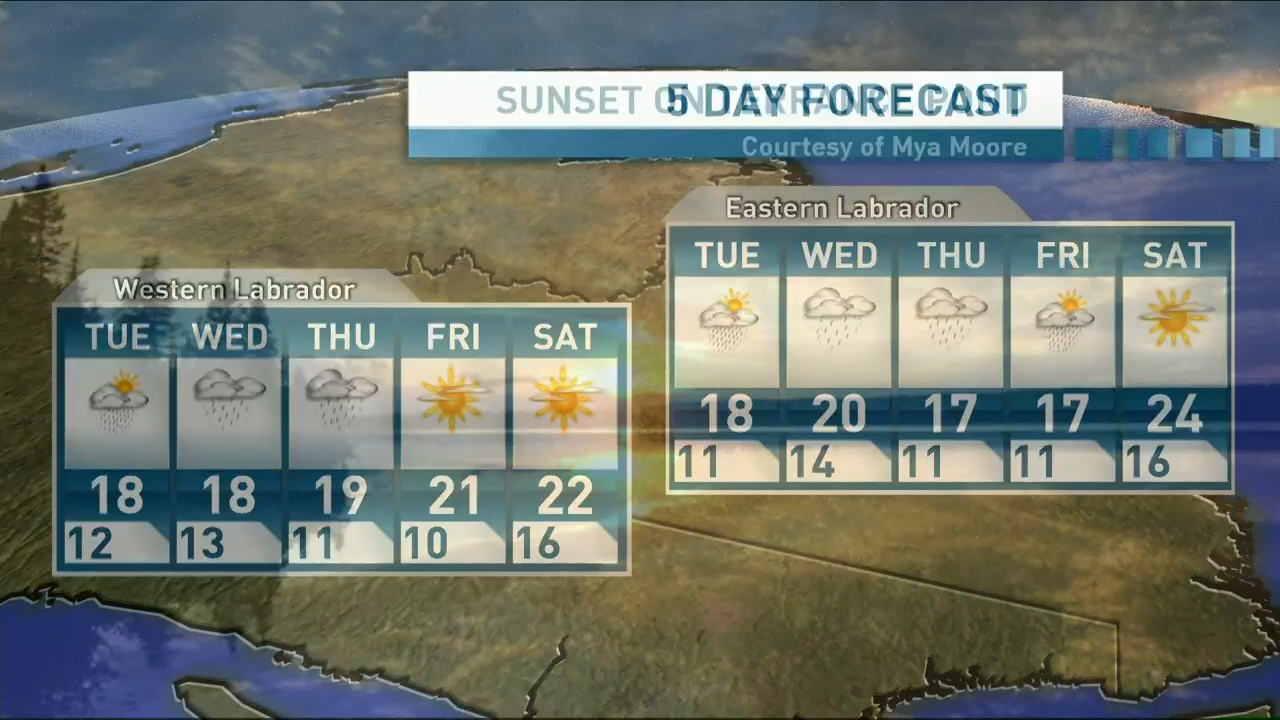 5 DAY FORECAST
SUNSET ON
Courtesy of Mya Moore
Eastern Labrador
TUE WED THU FRI SAT
18 20 17 17 24
11 14 11 11 16
Western Labrador
TUE WED THU FRI SAT
18 18 19 21 22
12 13 11 10 16